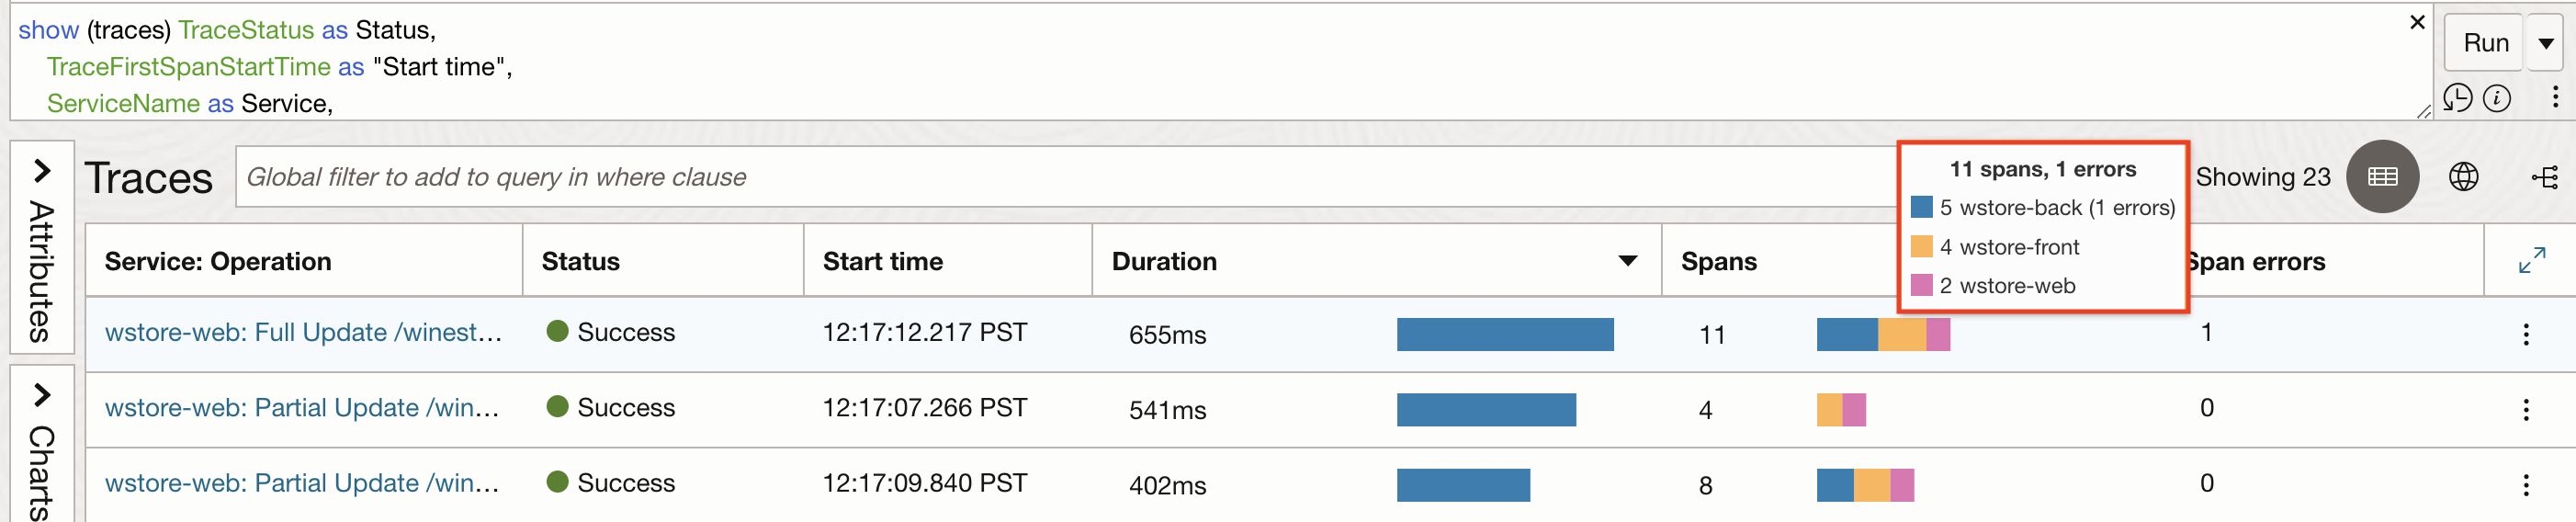 show (traces) TraceStatus as Status,
TraceFirstSpanStartTime as "Start time",
ServiceName as Service,
Run
Attributes
Charts
Traces
Global filter to add to query in where clause
11 spans, 1 errors
5 wstore-back (1 errors)
4 wstore-front
2 wstore-web
Showing 23
Service: Operation Status Start time Duration Spans Span errors
wstore-web: Full Update /winest... Success 12:17:12.217 PST 655ms 11 1
wstore-web: Partial Update /win... Success 12:17:07.266 PST 541ms 4 0
wstore-web: Partial Update /win... Success 12:17:09.840 PST 402ms 8 0